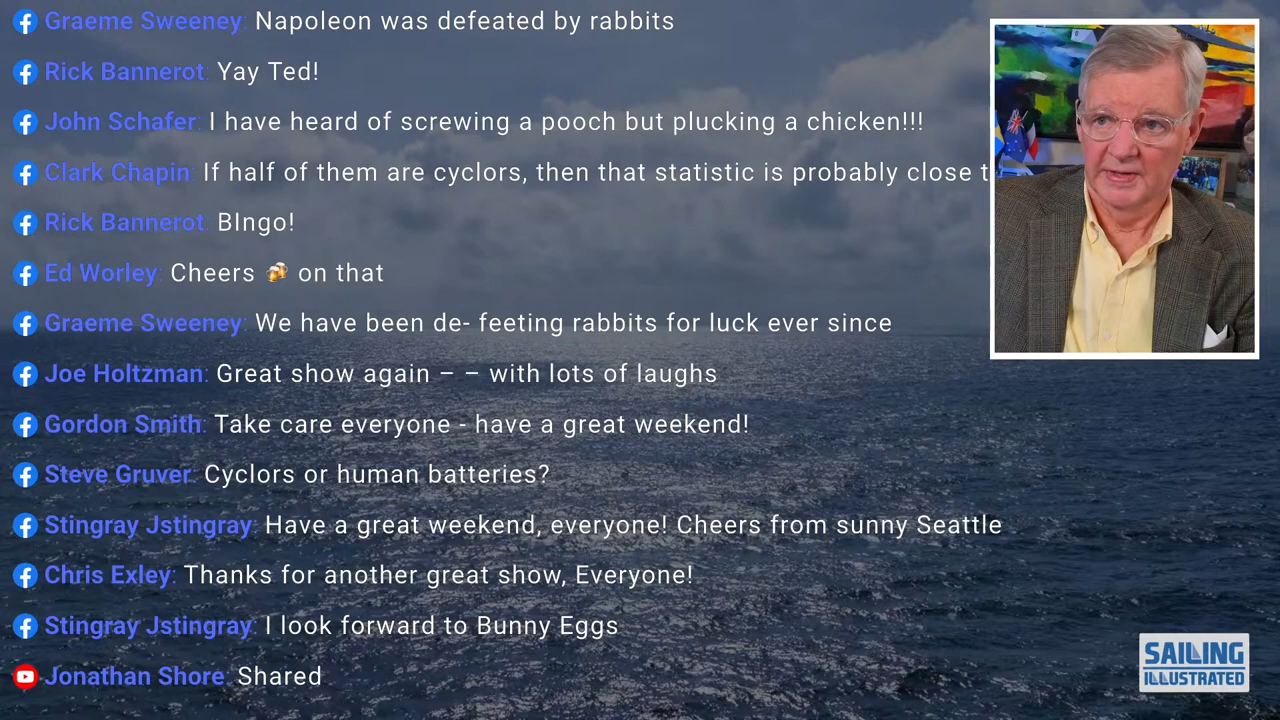 Graeme Sweeney: Napoleon was defeated by rabbits
Rick Bannerot: Yay Ted!
John Schafer: I have heard of screwing a pooch but plucking a chicken!!!
Clark Chapin: If half of them are cyclors, then that statistic is probably close t
Rick Bannerot: BIngo!
Ed Worley: Cheers 🍻 on that
Graeme Sweeney: We have been de- feeting rabbits for luck ever since
Joe Holtzman: Great show again – – with lots of laughs
Gordon Smith: Take care everyone - have a great weekend!
Steve Gruver: Cyclors or human batteries?
Stingray Jstingray: Have a great weekend, everyone! Cheers from sunny Seattle
Chris Exley: Thanks for another great show, Everyone!
Stingray Jstingray: I look forward to Bunny Eggs
Jonathan Shore: Shared
SAILING
ILLUSTRATED